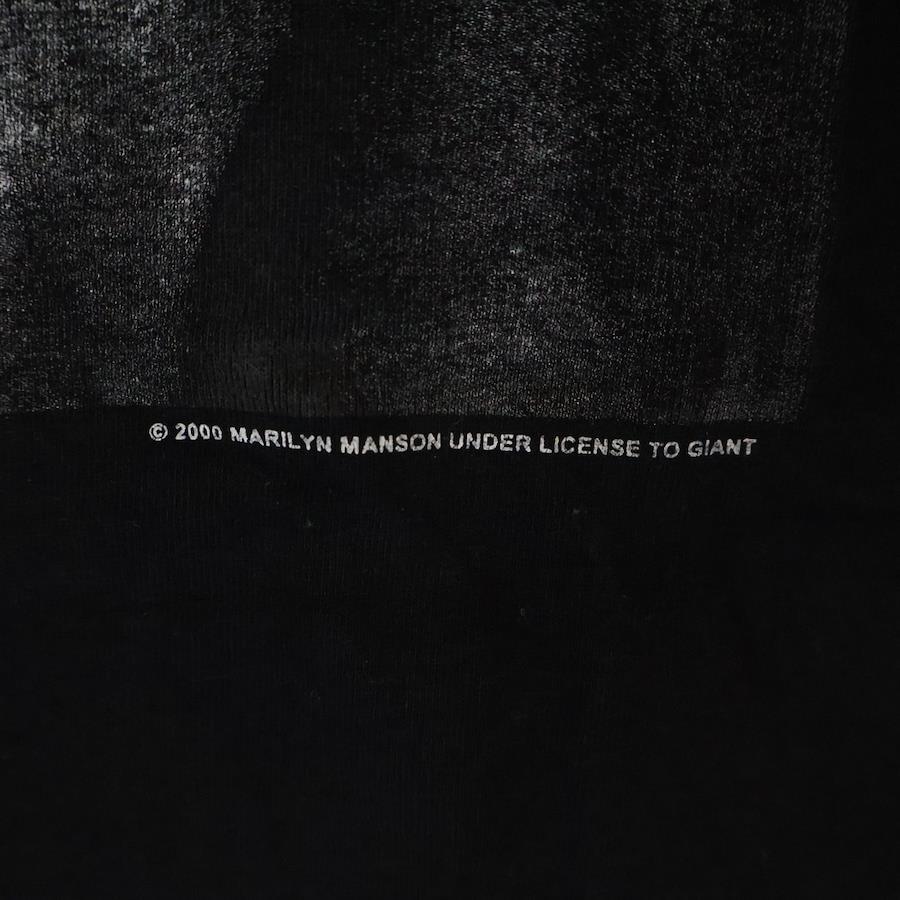 © 2000 MARILYN MANSON UNDER LICENSE TO GIANT